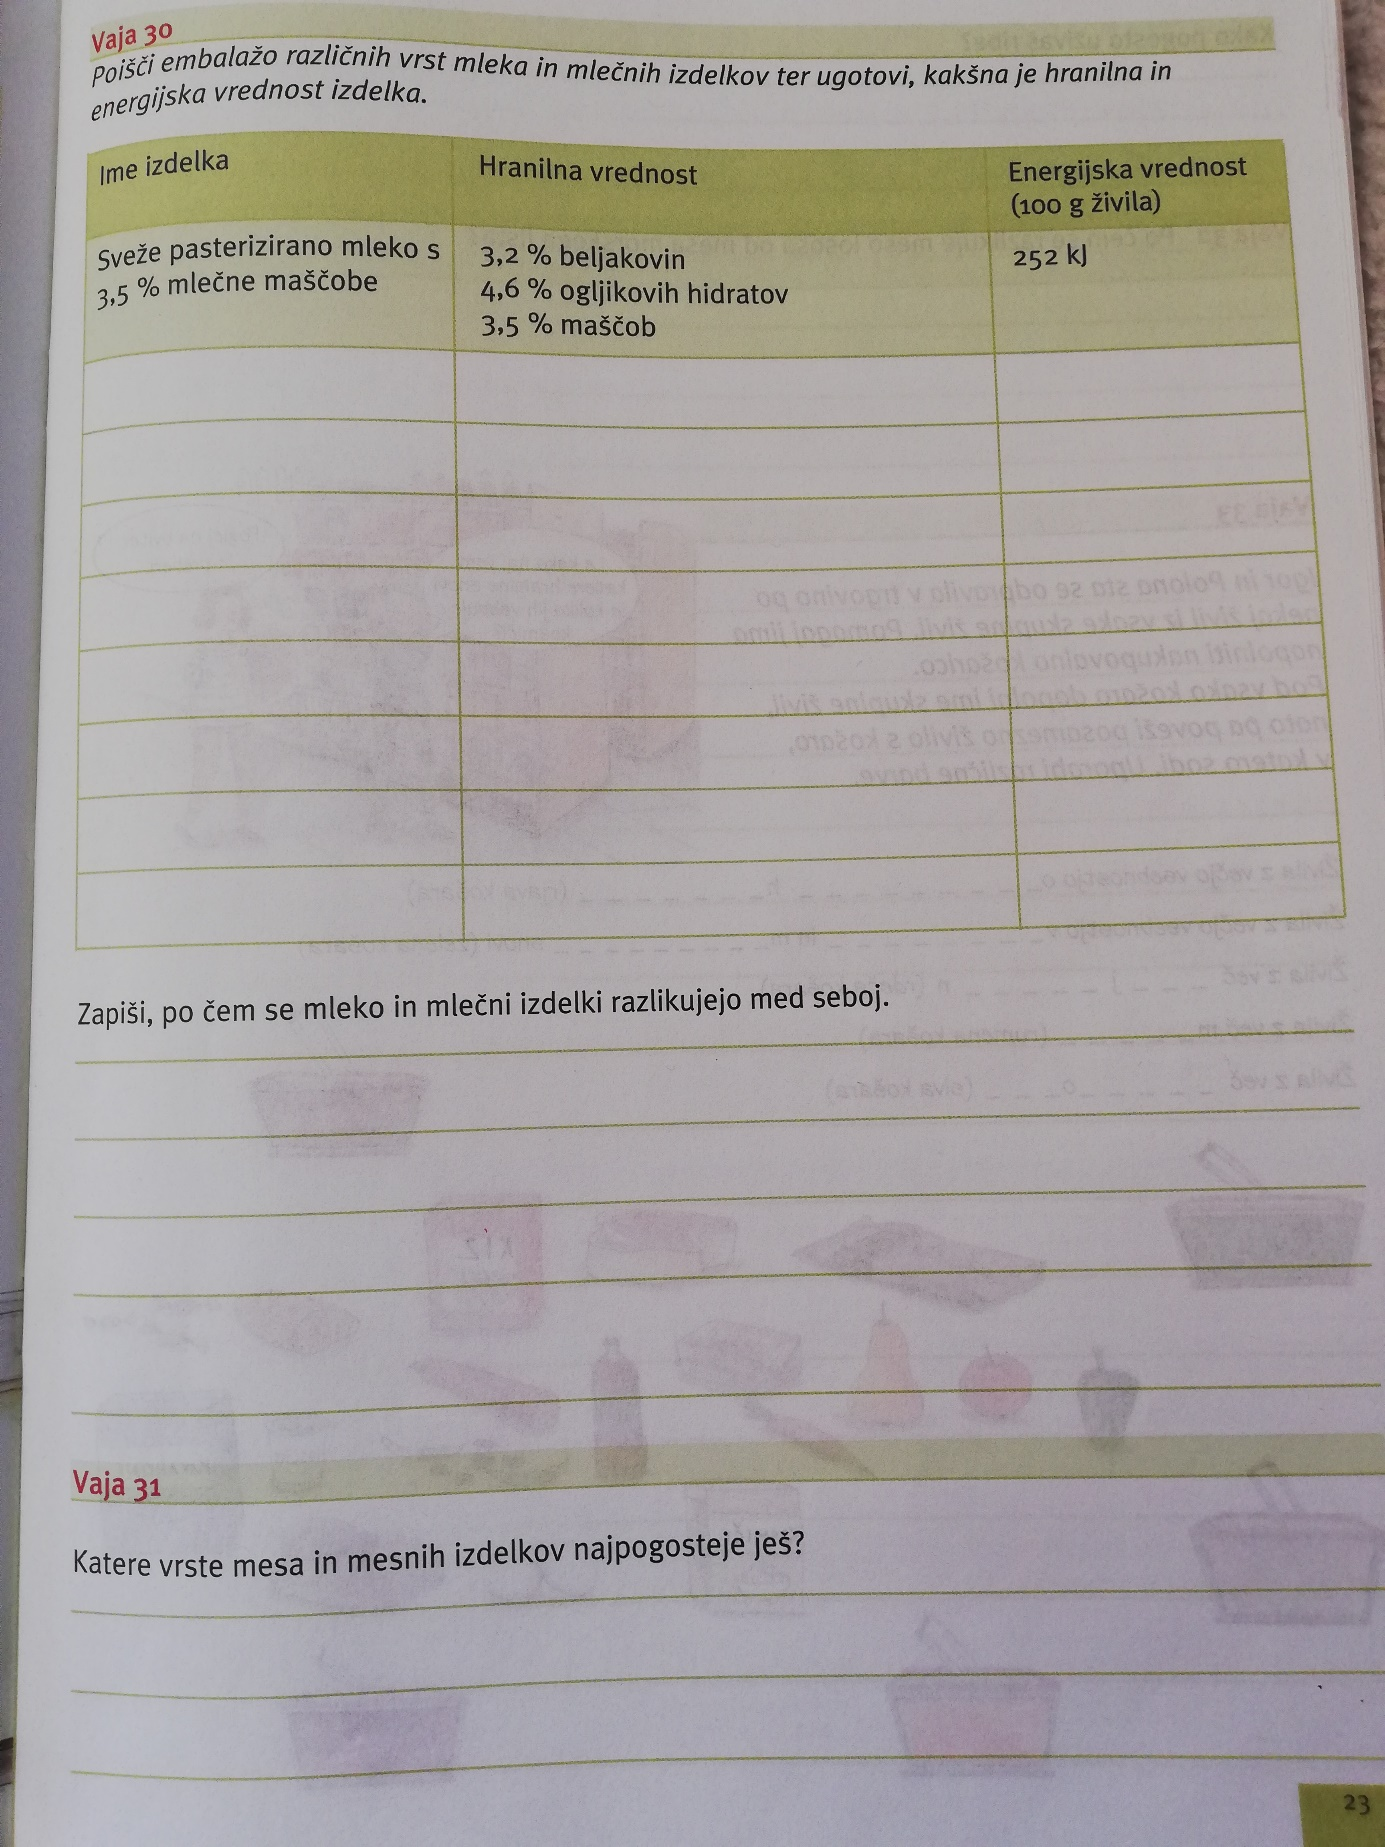 Vaja 30
Poišči embalažo različnih vrst mleka in mlečnih izdelkov ter ugotovi, kakšna je hranilna in
energijska vrednost izdelka.
Ime izdelka
Hranilna vrednost
Energijska vrednost
(100 g živila)
Sveže pasterizirano mleko s
3,5 % mlečne maščobe
3,2 % beljakovin
4,6 % ogljikovih hidratov
3,5 % maščob
252 kJ
Zapiši, po čem se mleko in mlečni izdelki razlikujejo med seboj.
Vaja 31
Katere vrste mesa in mesnih izdelkov najpogosteje ješ?
23